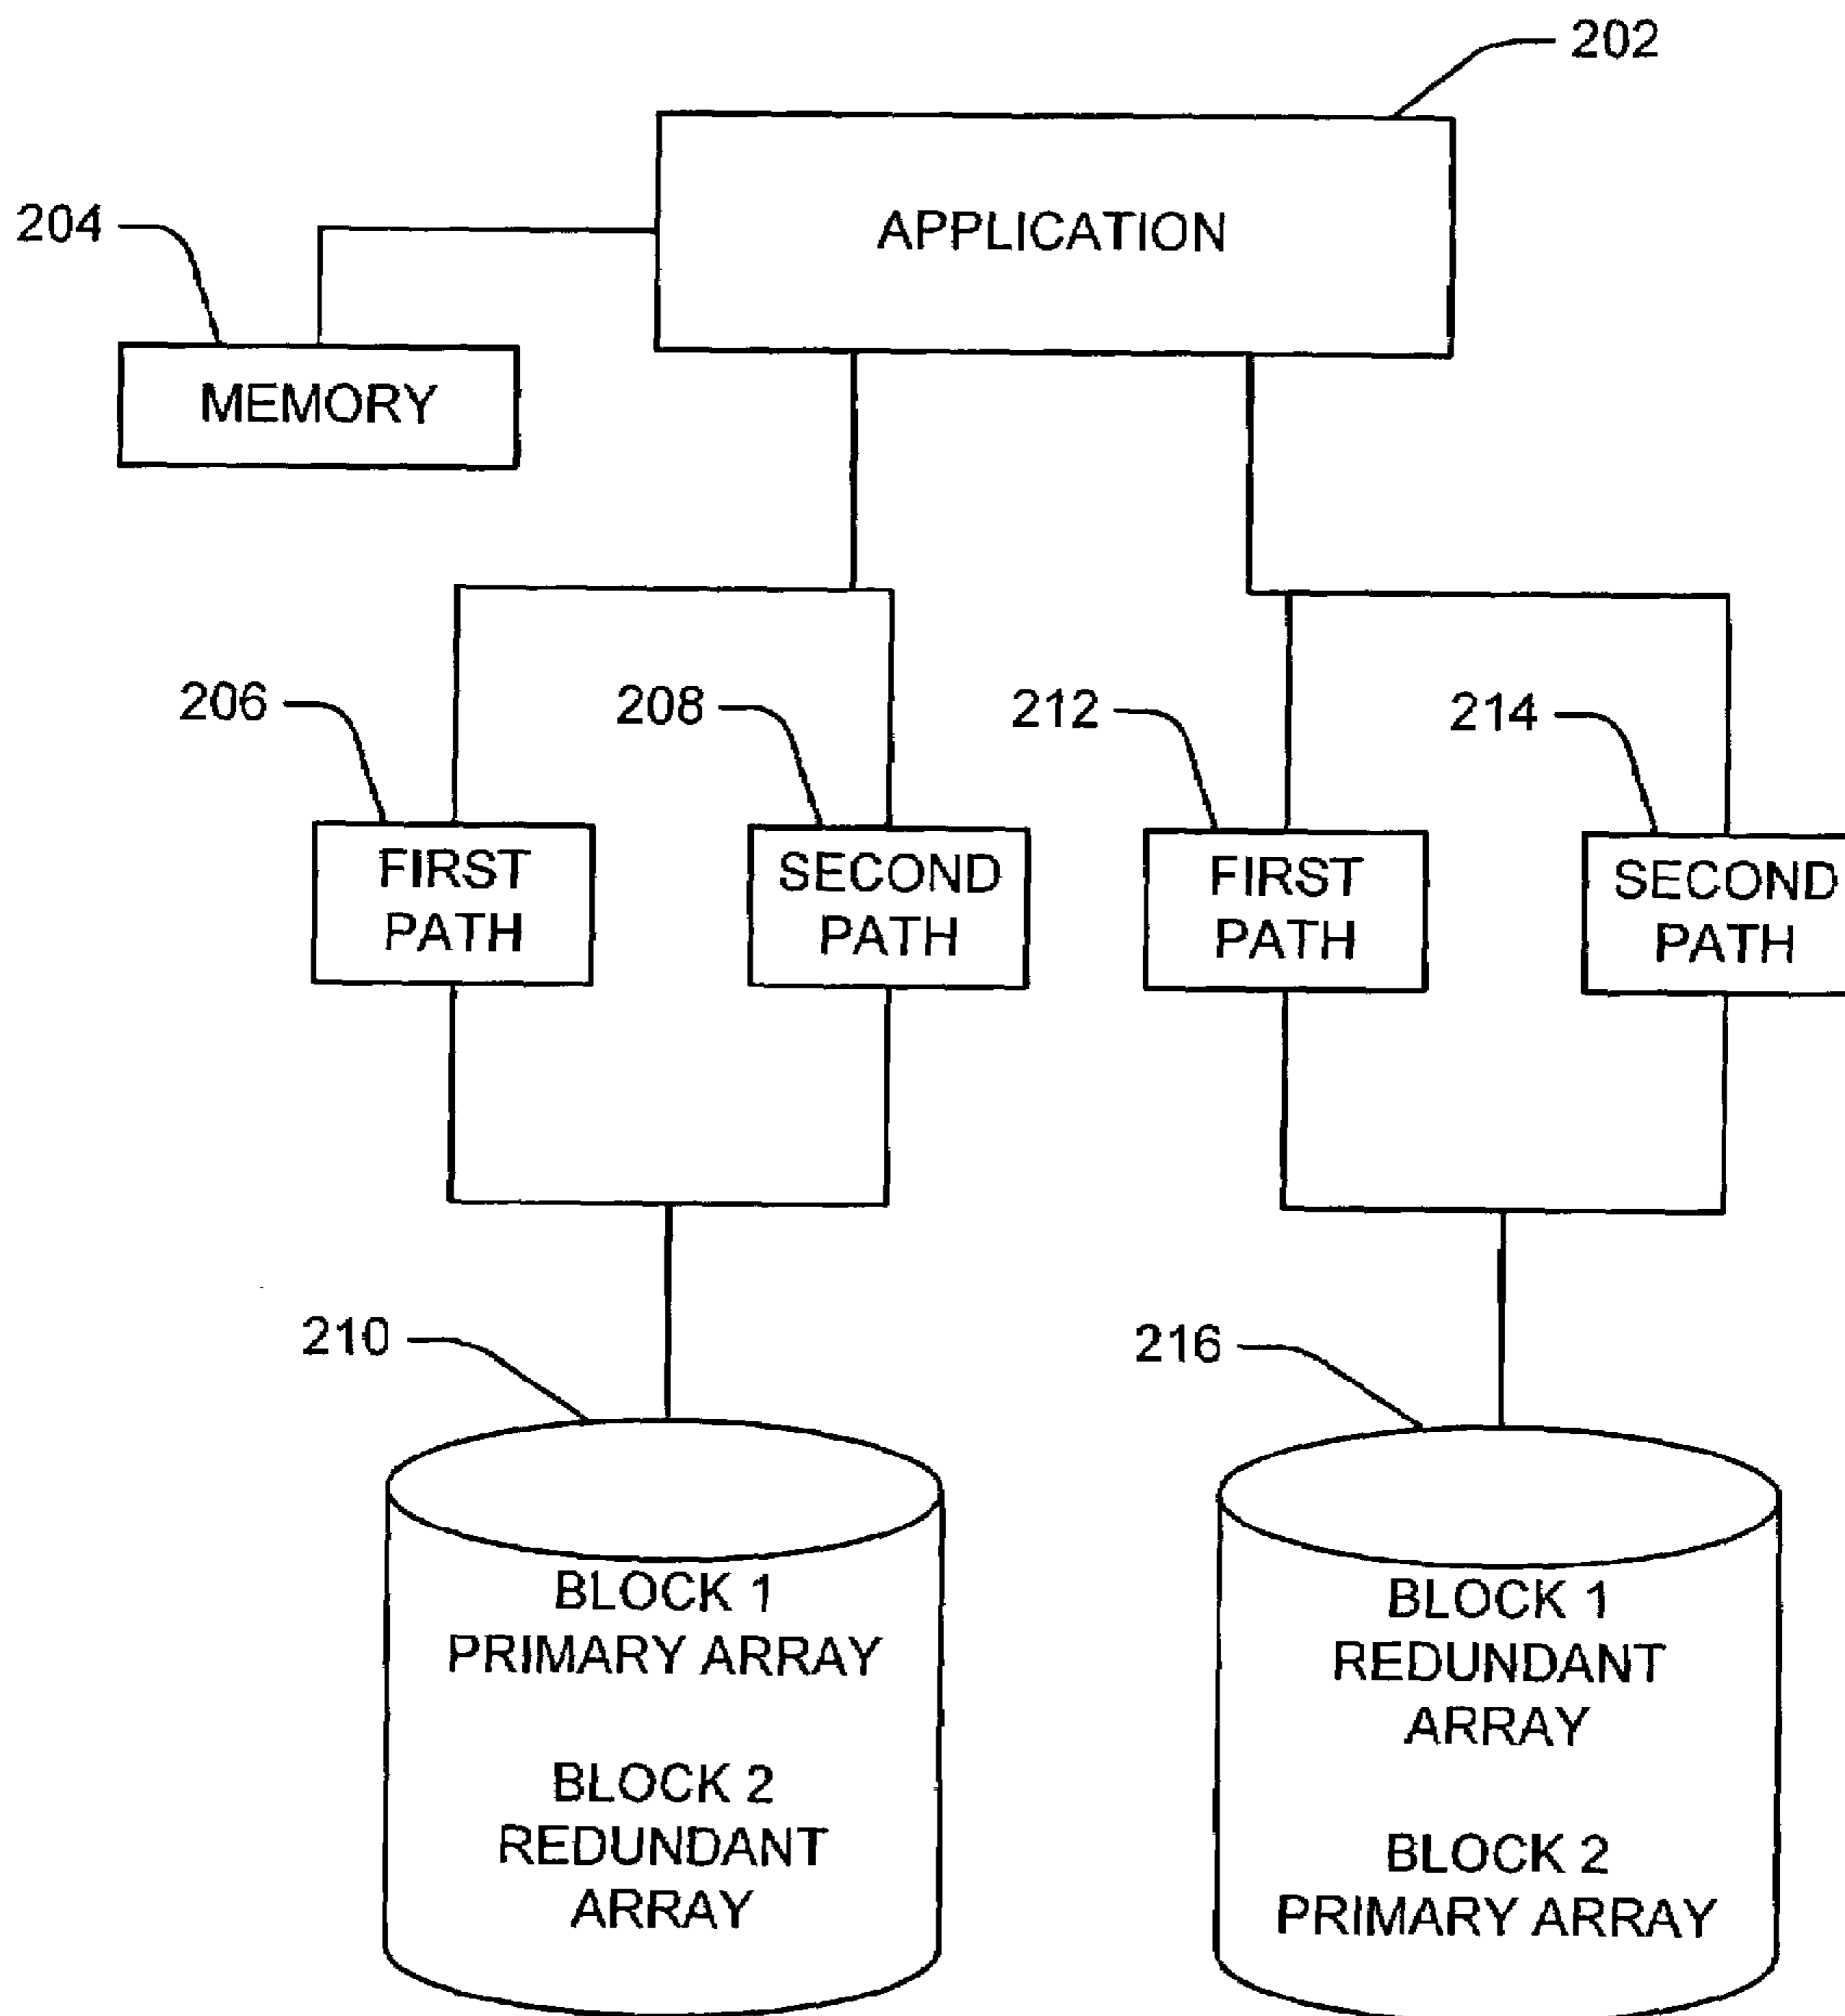 202
204
APPLICATION
MEMORY
206
208
212
214
FIRST
PATH
SECOND
PATH
FIRST
PATH
SECOND
PATH
210
216
BLOCK 1
PRIMARY ARRAY
BLOCK 2
REDUNDANT
ARRAY
BLOCK 1
REDUNDANT
ARRAY
BLOCK 2
PRIMARY ARRAY